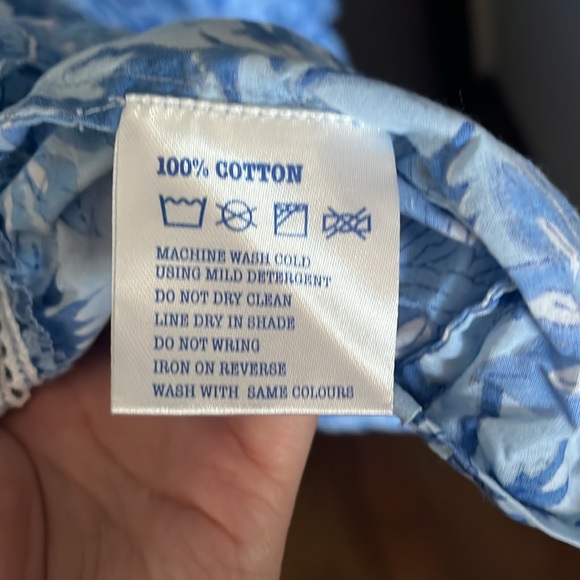 100% COTTON
MACHINE WASH COLD
USING MILD DETERGENT
DO NOT DRY CLEAN
LINE DRY IN SHADE
DO NOT WRING
IRON ON REVERSE
WASH WITH SAME COLOURS